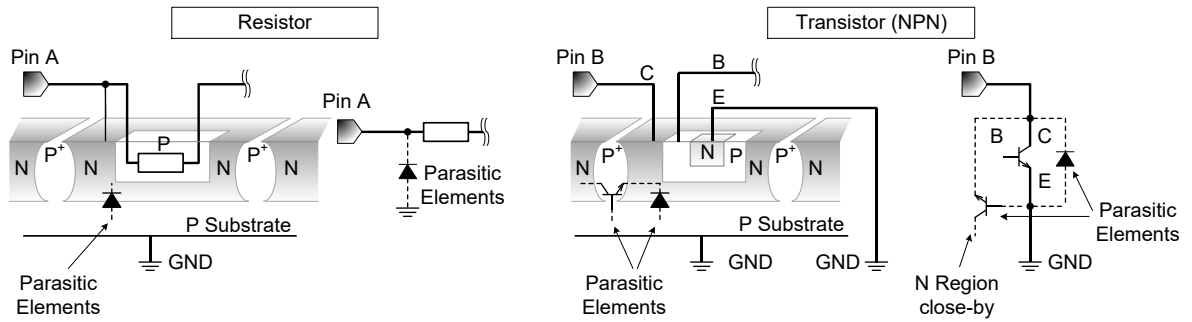 Resistor
Pin A
N
P+
N
P
N
P+
N
P Substrate
GND
Parasitic
Elements
Pin A
Parasitic
Elements
Transistor (NPN)
Pin B
C
B
E
N
P+
N
N
P
N
P+
N
P Substrate
GND
GND
Parasitic
Elements
Pin B
B
C
E
Parasitic
Elements
GND
N Region
close-by